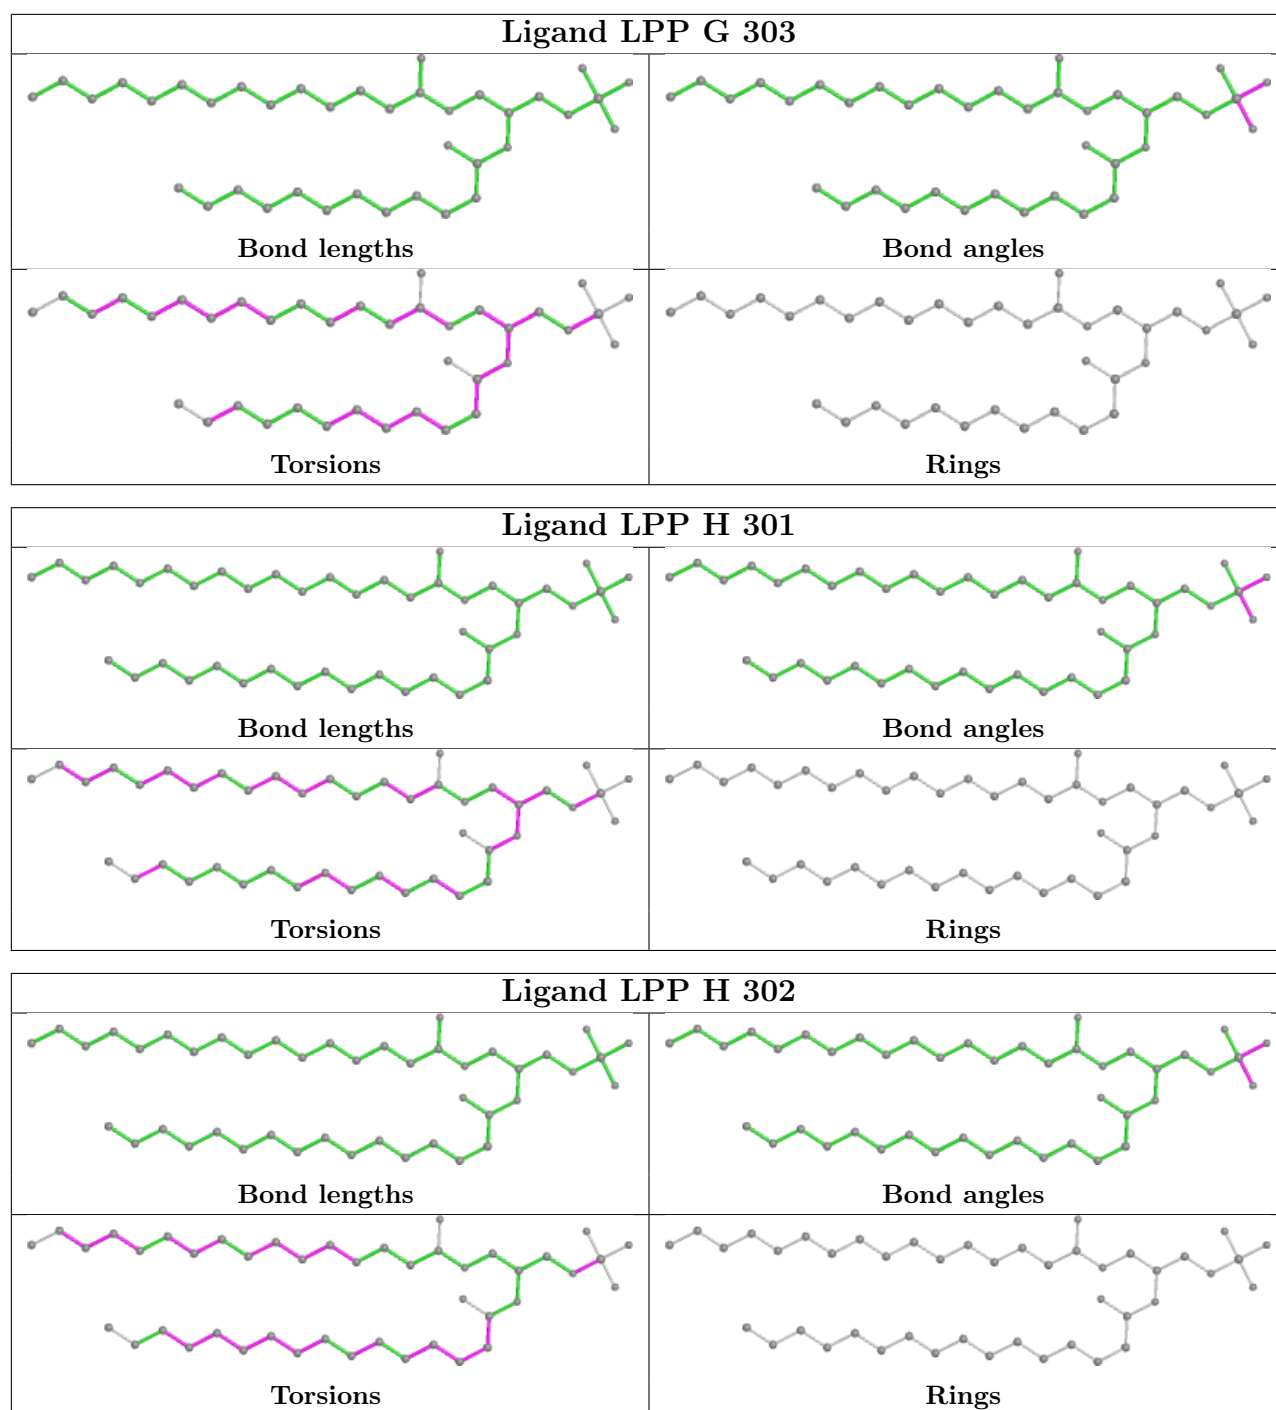 Ligand LPP G 303
Bond lengths
Bond angles
Torsions
Rings
Ligand LPP H 301
Bond lengths
Bond angles
Torsions
Rings
Ligand LPP H 302
Bond lengths
Bond angles
Torsions
Rings